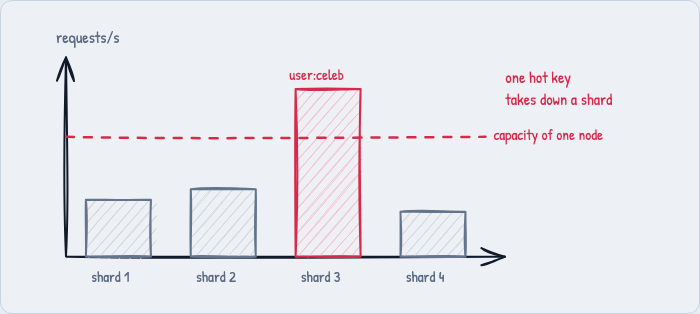 requests/s
user:celeb
one hot key
takes down a shard
capacity of one node
shard 1
shard 2
shard 3
shard 4